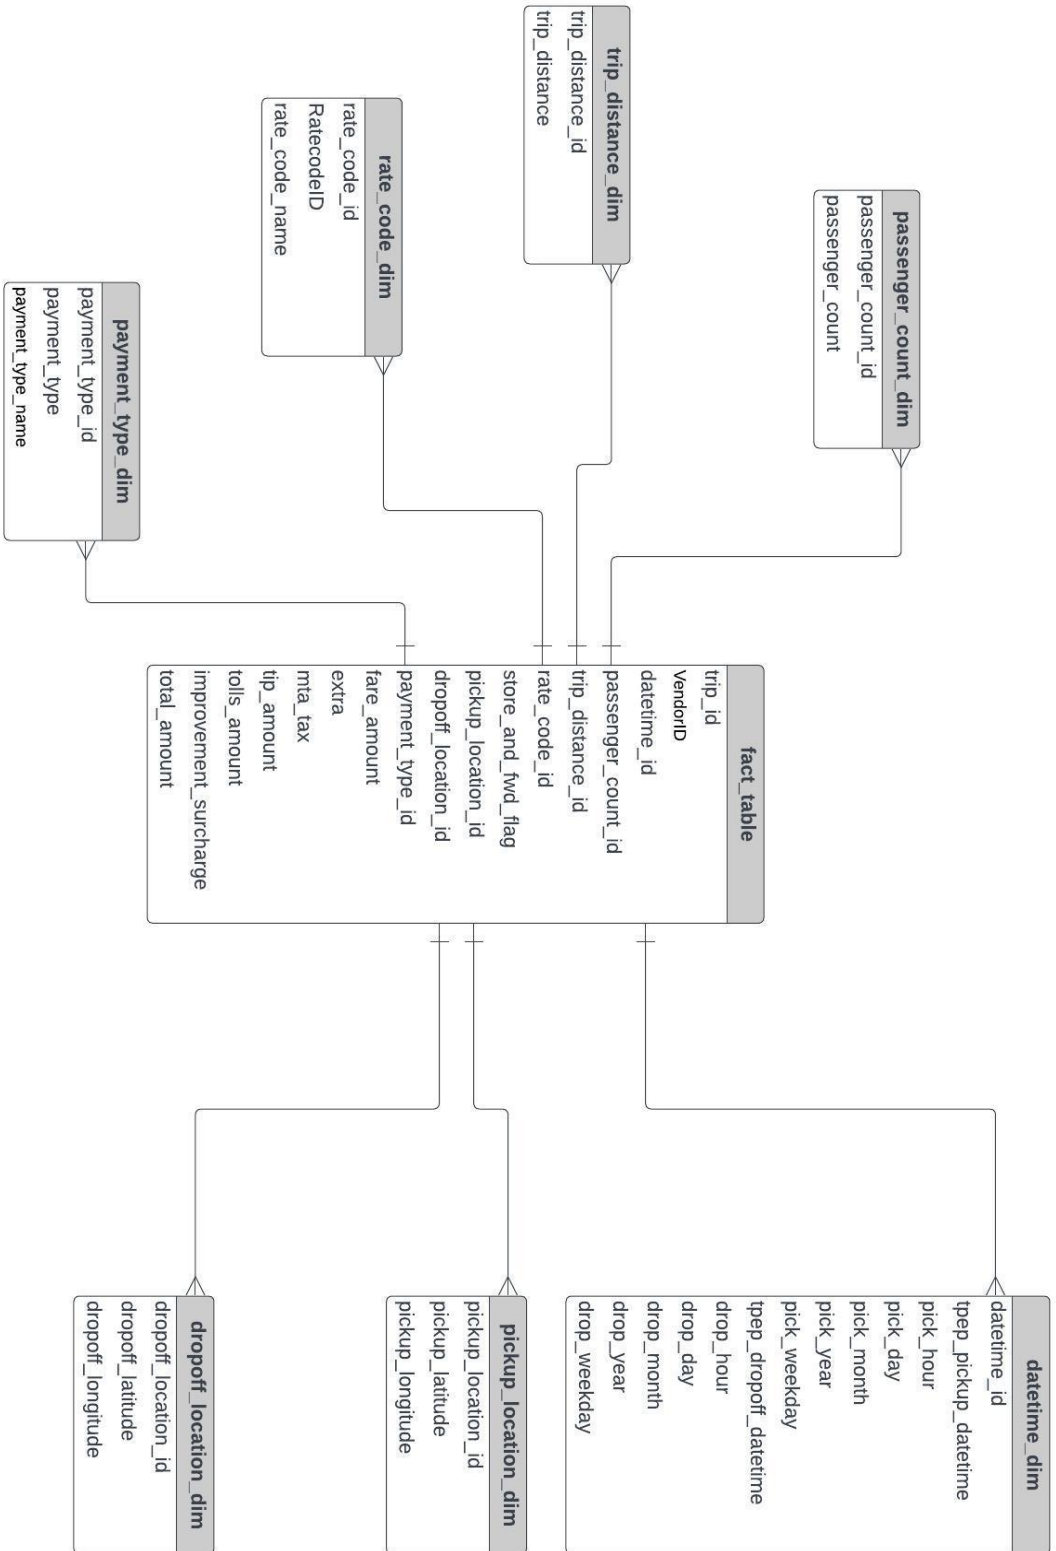 passenger_count_dim
passenger_count_id
passenger_count
trip_distance_dim
trip_distance_id
trip_distance
rate_code_dim
rate_code_id
RatecodeID
rate_code_name
payment_type_dim
payment_type_id
payment_type
payment_type_name
fact_table
trip_id
VendorID
datetime_id
passenger_count_id
trip_distance_id
rate_code_id
store_and_fwd_flag
pickup_location_id
dropoff_location_id
payment_type_id
fare_amount
extra
mta_tax
tip_amount
tolls_amount
improvement_surcharge
total_amount
datetime_dim
datetime_id
tpep_pickup_datetime
pick_hour
pick_day
pick_month
pick_year
pick_weekday
tpep_dropoff_datetime
drop_hour
drop_day
drop_month
drop_year
drop_weekday
pickup_location_dim
pickup_location_id
pickup_latitude
pickup_longitude
dropoff_location_dim
dropoff_location_id
dropoff_latitude
dropoff_longitude